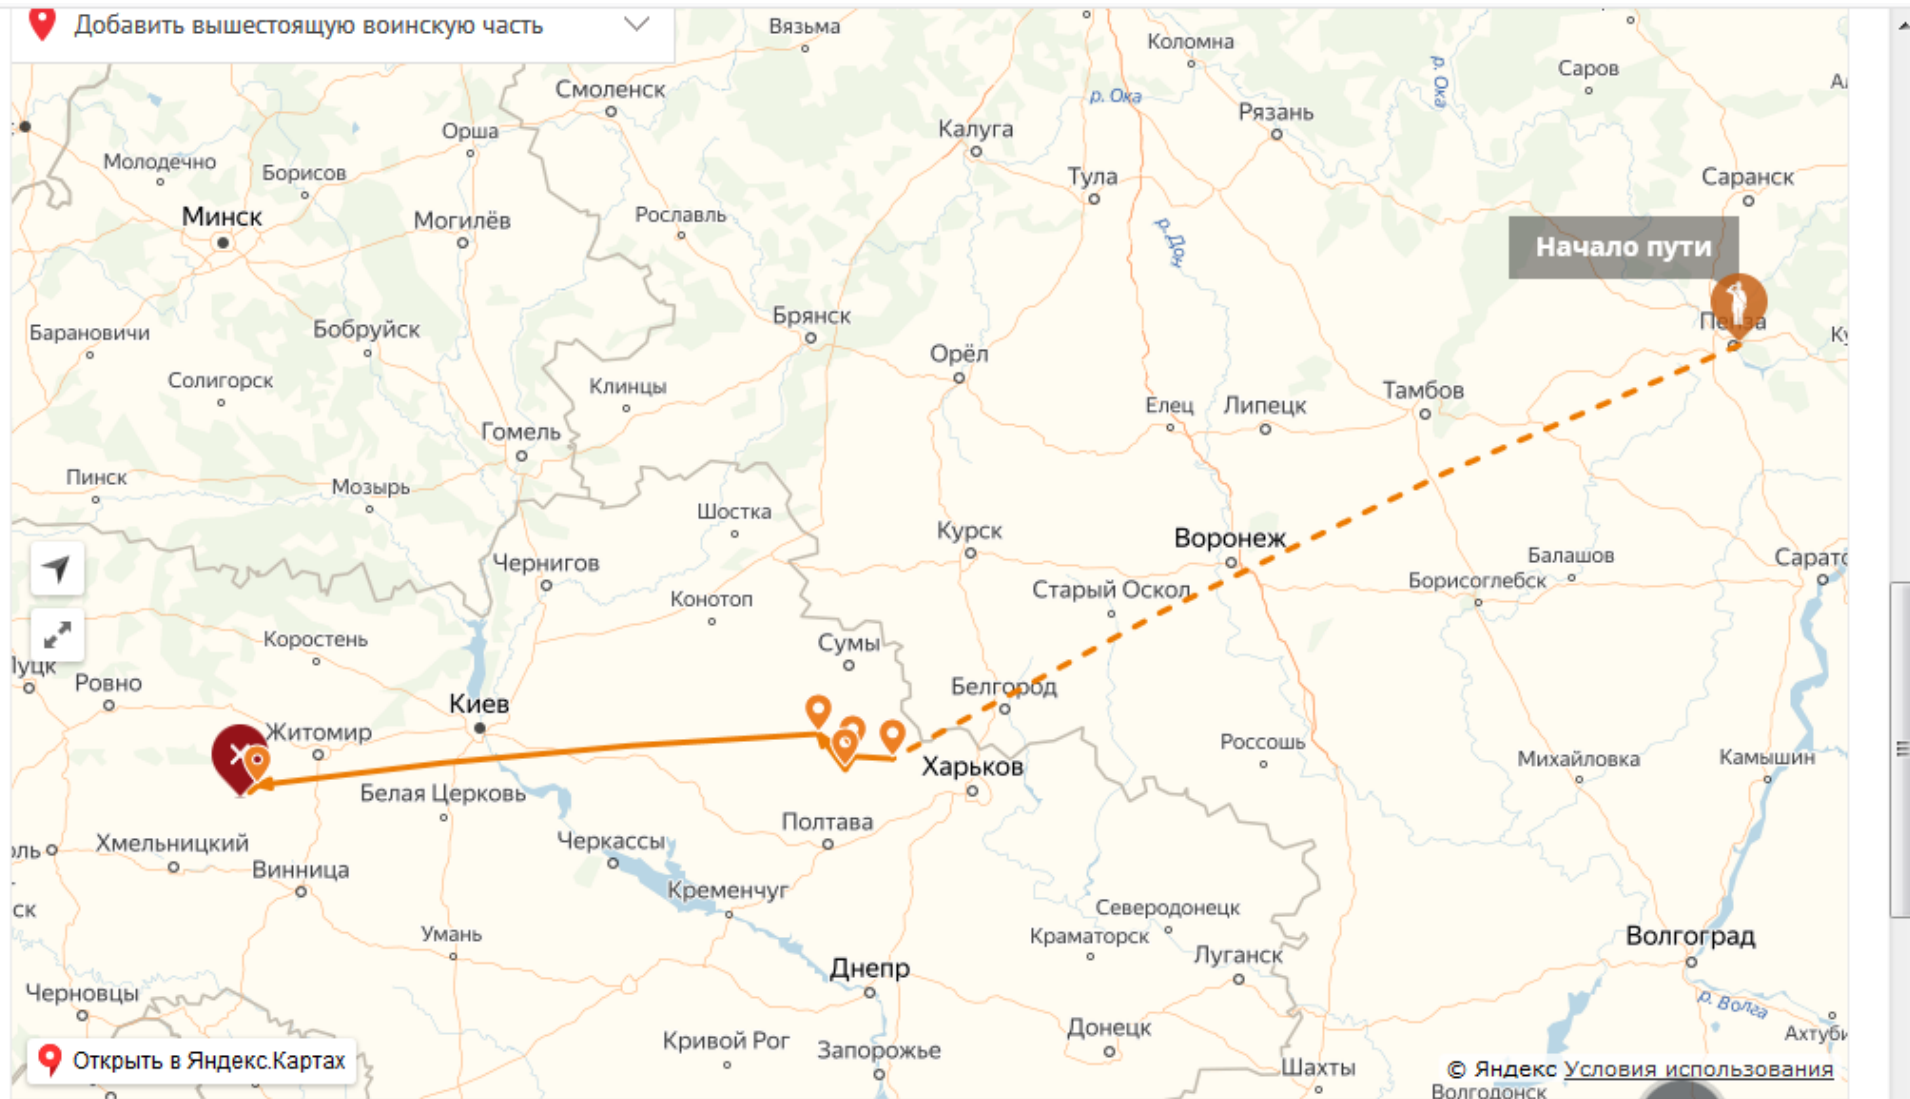 Добавить вышестоящую воинскую часть
Вязьма
Коломна
Саров
Смоленск
р. Ока
р. Ока
Рязань
Орша
Калуга
Молодечно
Борисов
Тула
Саранск
Минск
Могилёв
Рославль
р. Дон
Начало пути
Барановичи
Бобруйск
Брянск
Пенза
Орёл
Солигорск
Клинцы
Тамбов
Елец
Липецк
Гомель
Пинск
Мозырь
Шостка
Курск
Воронеж
Чернигов
Балашов
Борисоглебск
Старый Оскол
Конотоп
Коростень
Сумы
Ровно
Белгород
Киев
Житомир
Харьков
Россошь
Михайловка
Камышин
Белая Церковь
Полтава
Хмельницкий
Черкассы
Винница
Кременчуг
Северодонецк
Умань
Краматорск
Волгоград
Луганск
Днепр
Черновцы
р. Волга
Донецк
Кривой Рог
Запорожье
Открыть в Яндекс.Картах
Шахты
© Яндекс Условия использования
Волгодонск